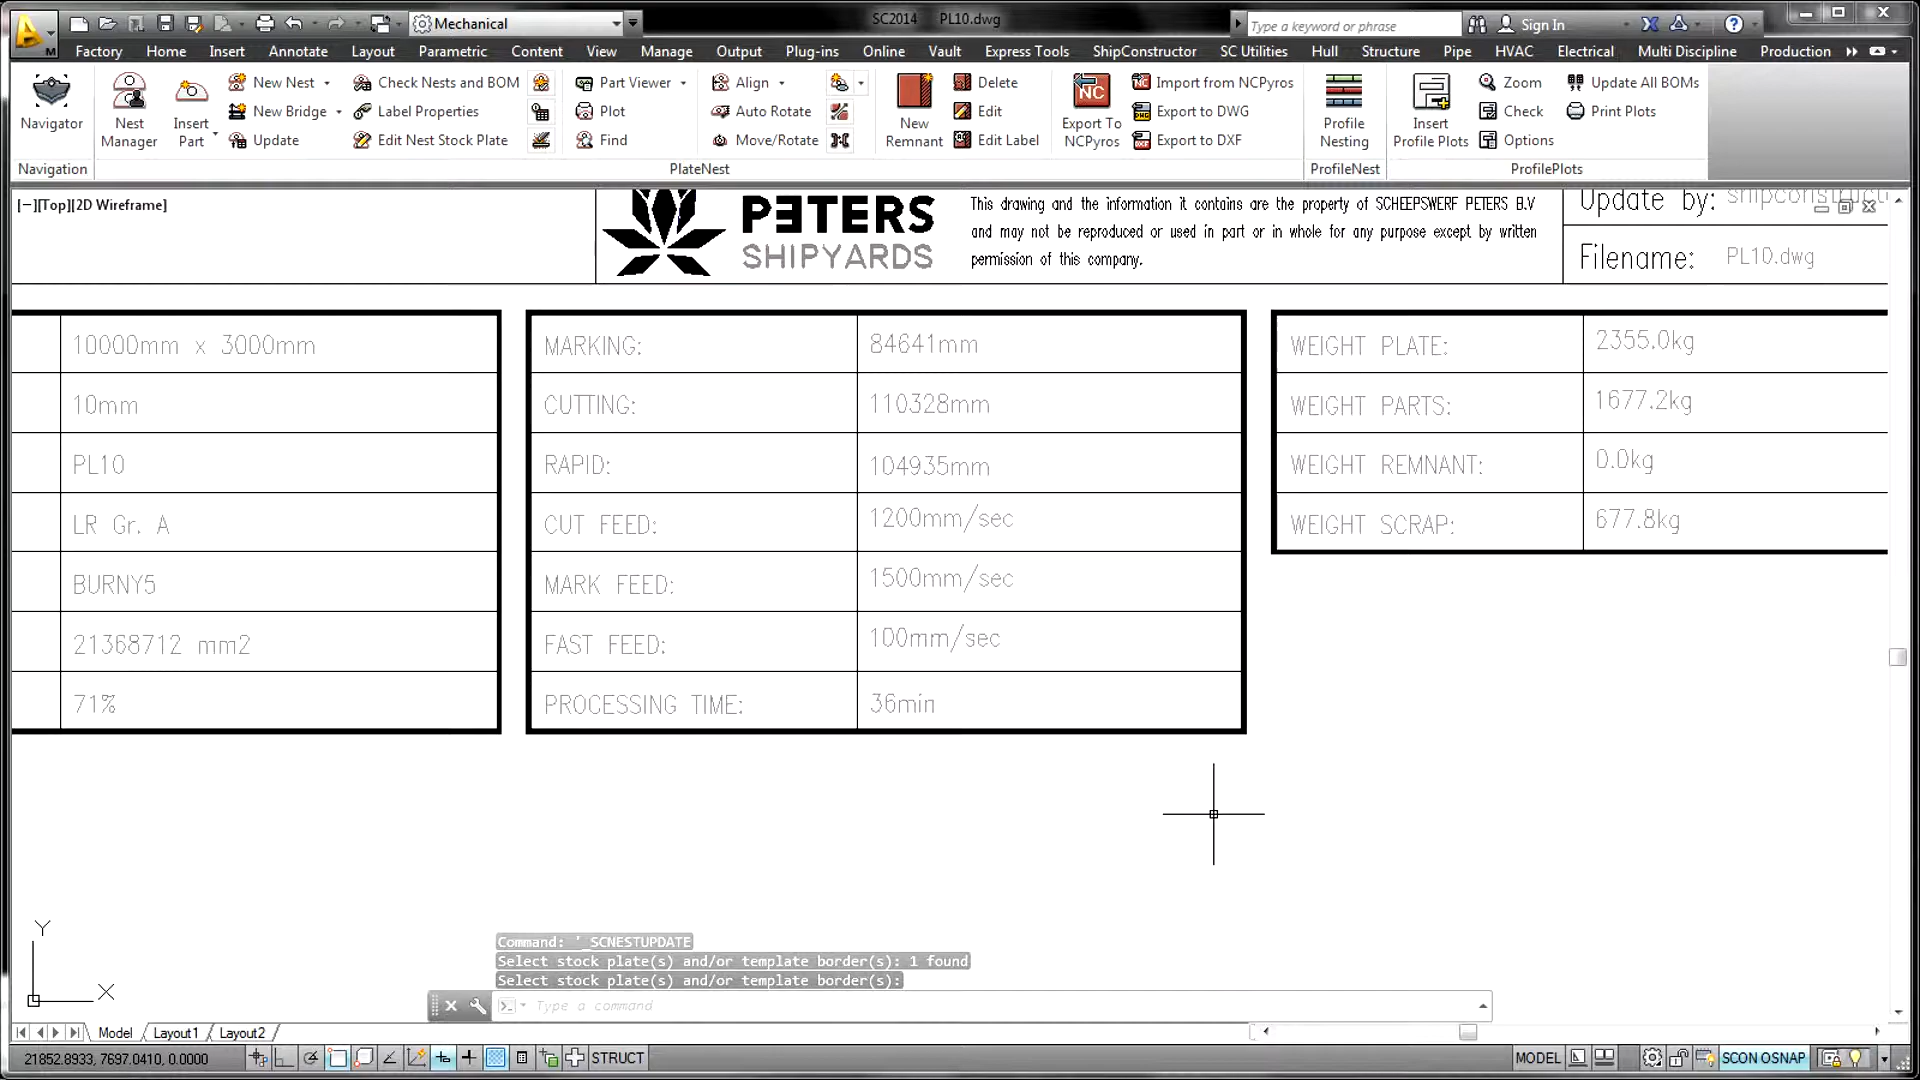 Mechanical
SC2014 PL10.dwg
Type a keyword or phrase
Sign In
M
Factory Home Insert Annotate Layout Parametric Content View Manage Output Plug-ins Online Vault Express Tools ShipConstructor SC Utilities Hull Structure Pipe HVAC Electrical Multi Discipline Production
New Nest Check Nests and BOM Part Viewer Align Delete Import from NCPyros Zoom Update All BOMs
New Bridge Label Properties Plot Auto Rotate Edit Export to DWG Check Print Plots
Update Edit Nest Stock Plate Find Move/Rotate Edit Label Export to DXF Options
Navigator
Nest
Manager
Insert
Part
New
Remnant
Export To
NCPyros
NC
Profile
Nesting
Insert
Profile Plots
Navigation PlateNest ProfileNest ProfilePlots
[−][Top][2D Wireframe]
PETERS
SHIPYARDS
This drawing and the information it contains are the property of SCHEEPSWERF PETERS B.V
and may not be reproduced or used in part or in whole for any purpose except by written
permission of this company.
Update by:
Filename: PL10.dwg
10000mm x 3000mm
10mm
PL10
LR Gr. A
BURNY5
21368712 mm2
71%
MARKING: 84641mm
CUTTING: 110328mm
RAPID: 104935mm
CUT FEED: 1200mm/sec
MARK FEED: 1500mm/sec
FAST FEED: 100mm/sec
PROCESSING TIME: 36min
WEIGHT PLATE: 2355.0kg
WEIGHT PARTS: 1677.2kg
WEIGHT REMNANT: 0.0kg
WEIGHT SCRAP: 677.8kg
Y
X
Command: '_SCNESTUPDATE
Select stock plate(s) and/or template border(s): 1 found
Select stock plate(s) and/or template border(s):
Type a command
Model Layout1 Layout2
21852.8933, 7697.0410, 0.0000
STRUCT
MODEL
SCON OSNAP